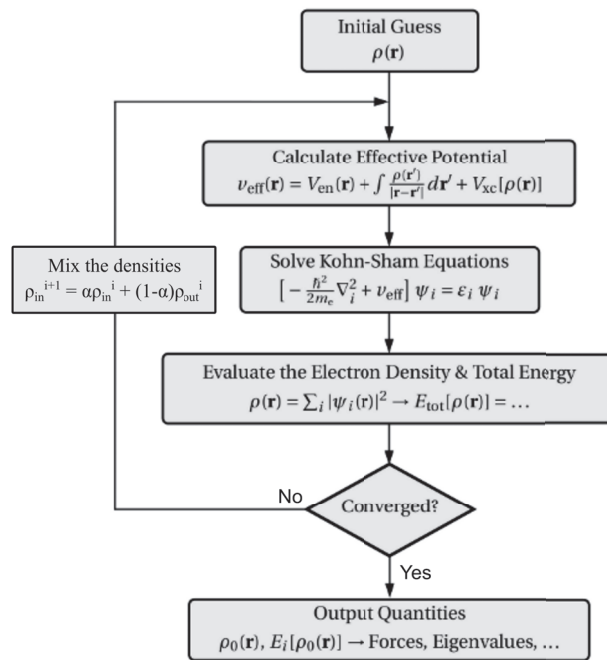 Initial Guess
ρ(𝐫)
Calculate Effective Potential
υ_eff(𝐫) = V_en(𝐫) + ∫ ρ(𝐫′)/|𝐫−𝐫′| d𝐫′ + V_xc[ρ(𝐫)]
Mix the densities
ρ_in^{i+1} = αρ_in^i + (1-α)ρ_out^i
Solve Kohn-Sham Equations
[ − ℏ²/2m_e ∇_i² + υ_eff ] ψ_i = ε_i ψ_i
Evaluate the Electron Density & Total Energy
ρ(𝐫) = ∑_i |ψ_i(r)|² → E_tot[ρ(𝐫)] = ...
No
Converged?
Yes
Output Quantities
ρ_0(𝐫), E_i[ρ_0(𝐫)] → Forces, Eigenvalues, ...